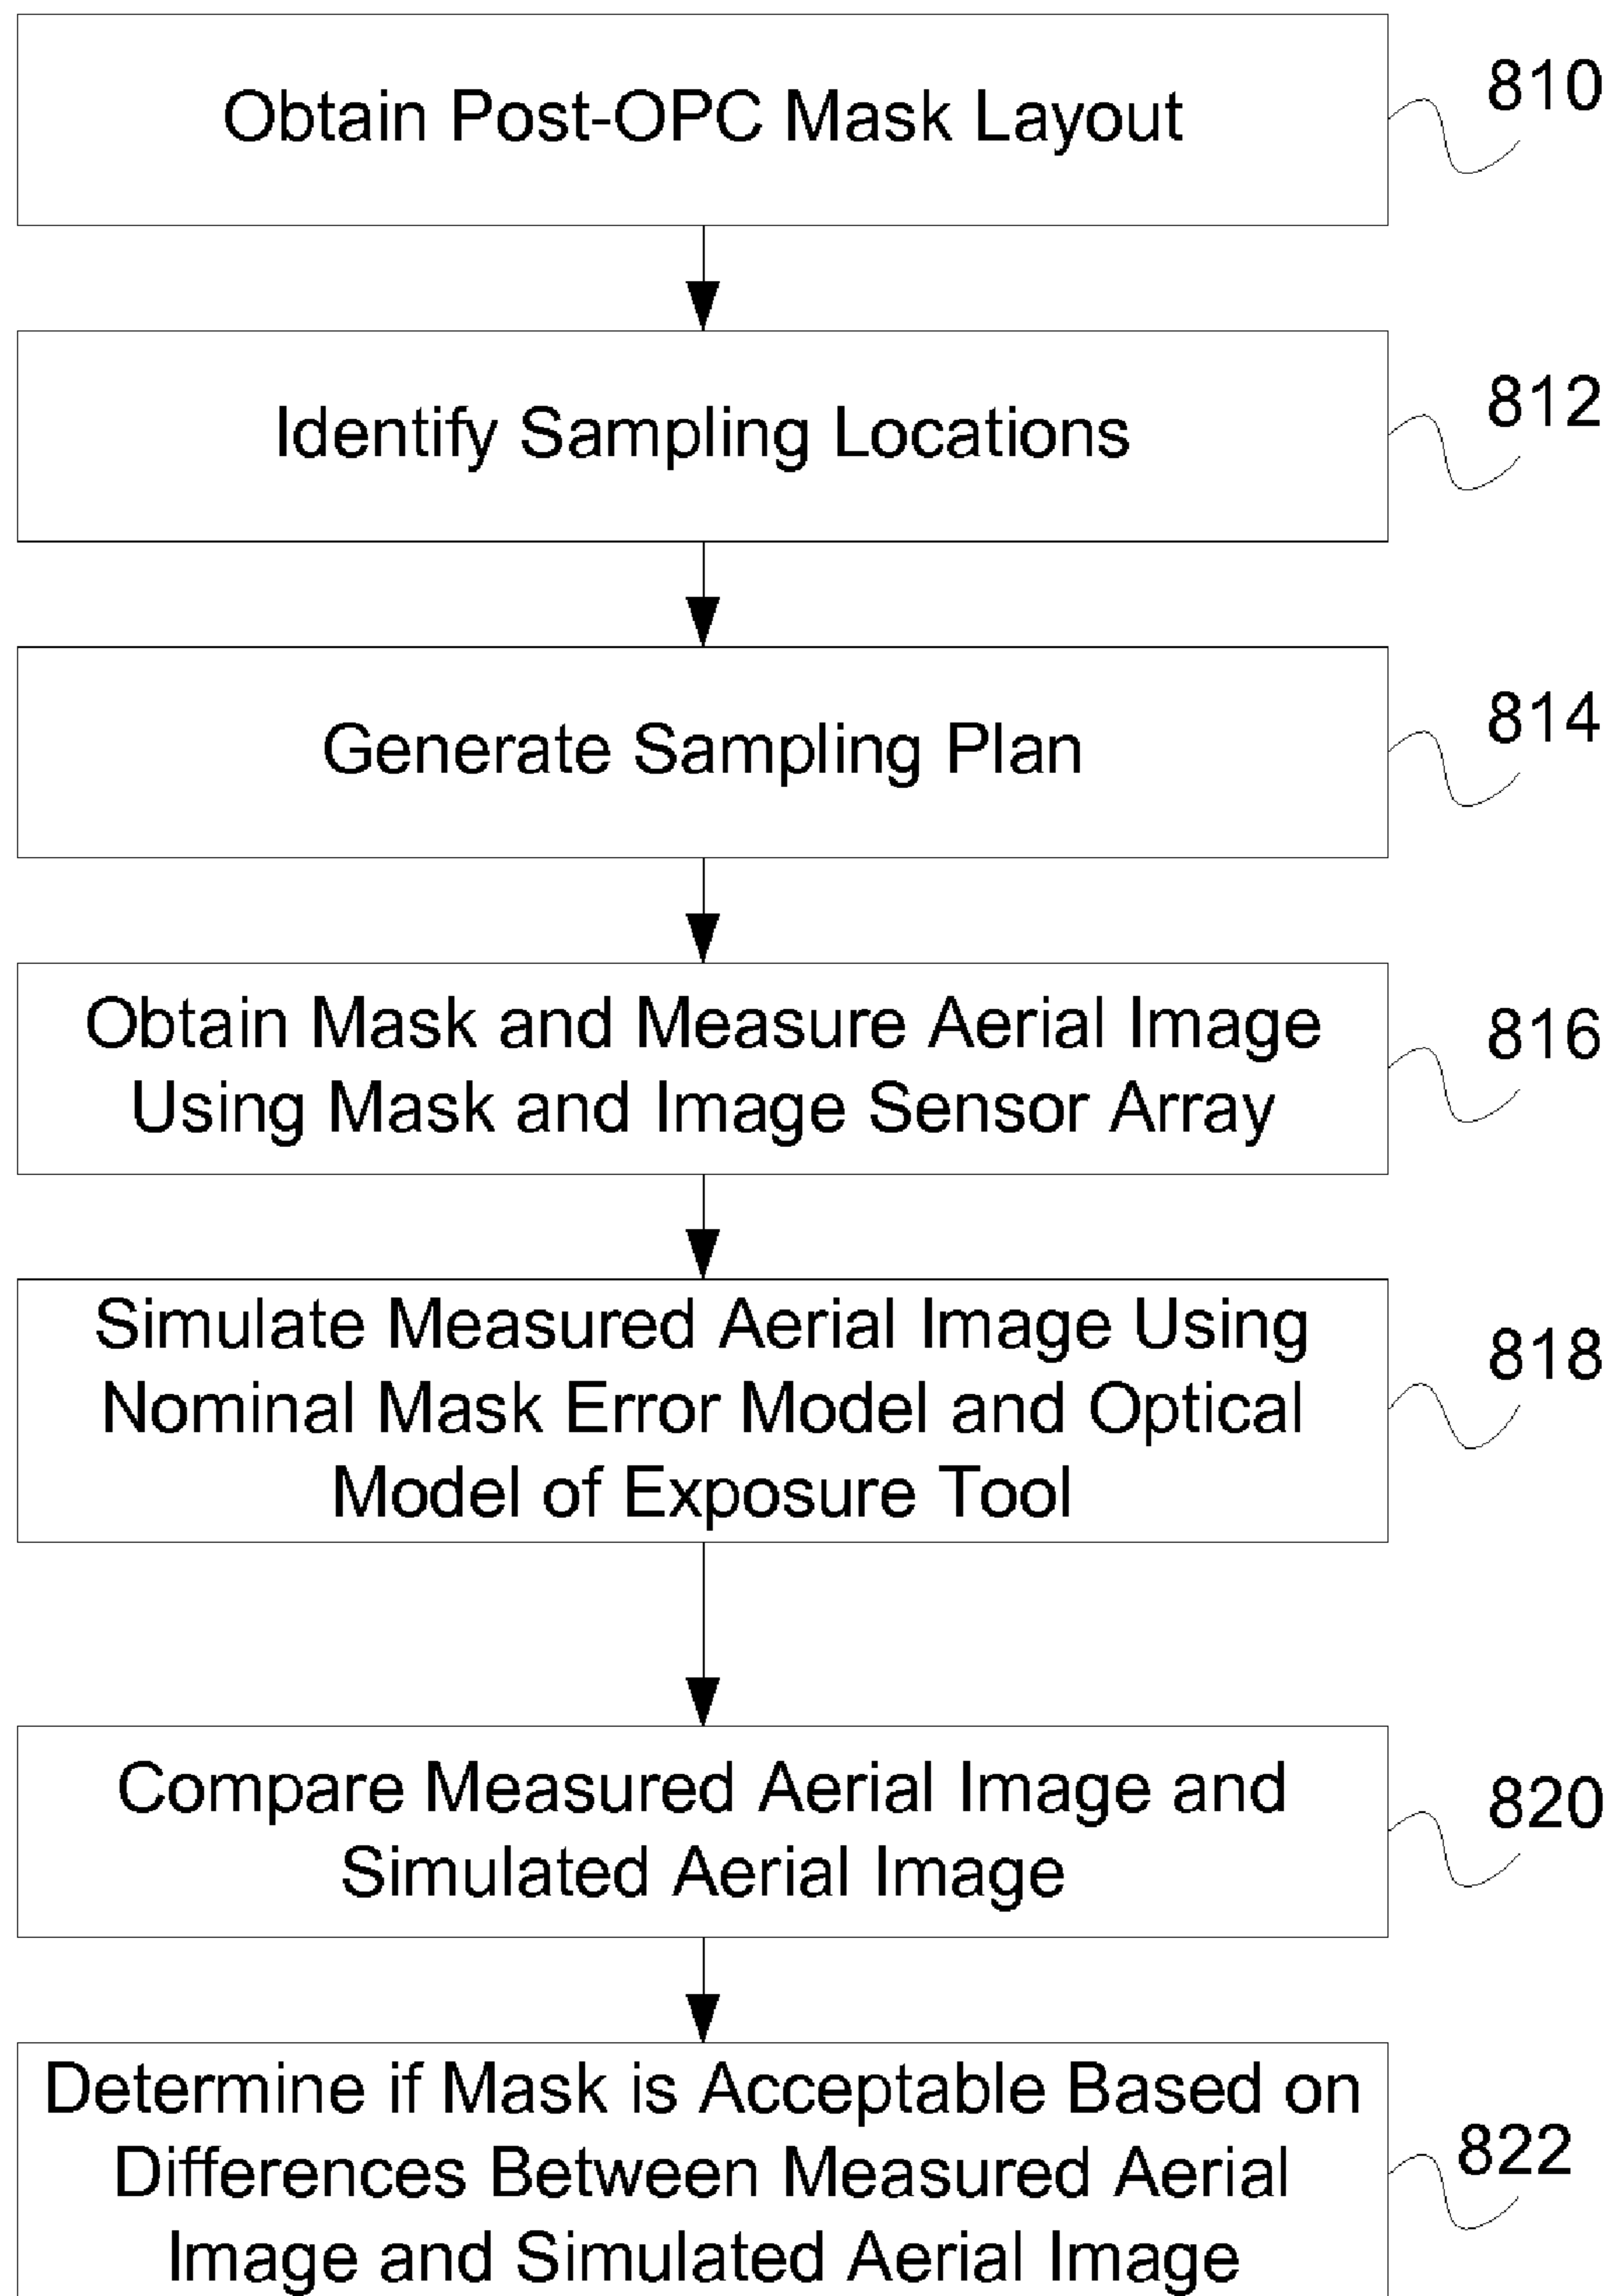 Obtain Post-OPC Mask Layout
810
Identify Sampling Locations
812
Generate Sampling Plan
814
Obtain Mask and Measure Aerial Image
Using Mask and Image Sensor Array
816
Simulate Measured Aerial Image Using
Nominal Mask Error Model and Optical
Model of Exposure Tool
818
Compare Measured Aerial Image and
Simulated Aerial Image
820
Determine if Mask is Acceptable Based on
Differences Between Measured Aerial
Image and Simulated Aerial Image
822